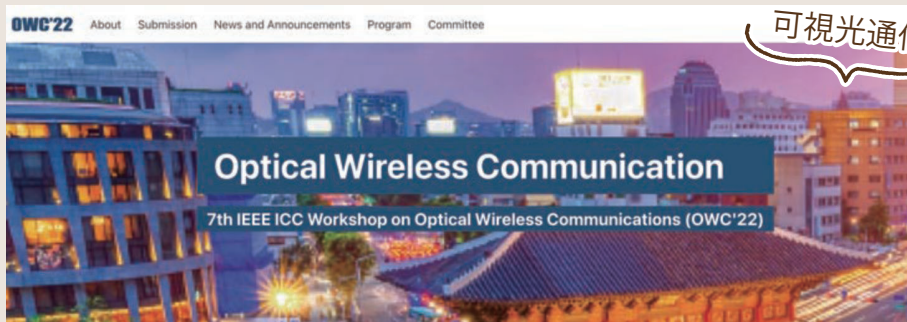 OWC'22 About Submission News and Announcements Program Committee
可視光通信
Optical Wireless Communication
7th IEEE ICC Workshop on Optical Wireless Communications (OWC'22)